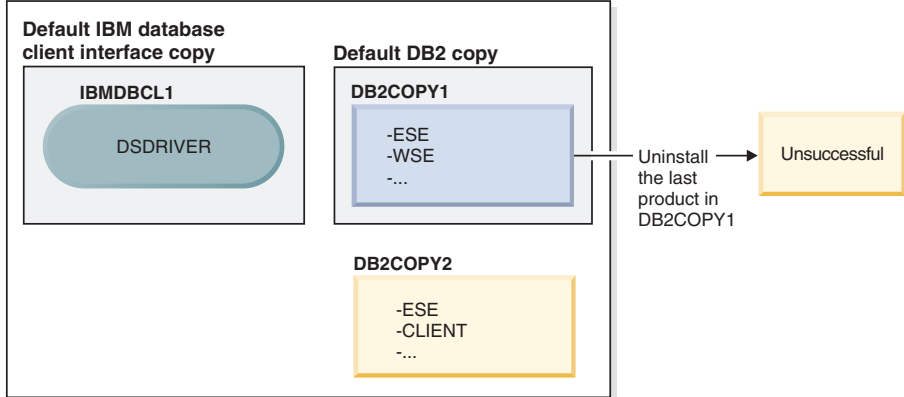 Default IBM database
client interface copy
IBMDBCL1
DSDRIVER
Default DB2 copy
DB2COPY1
-ESE
-WSE
-...
Uninstall
the last
product in
DB2COPY1
Unsuccessful
DB2COPY2
-ESE
-CLIENT
-...